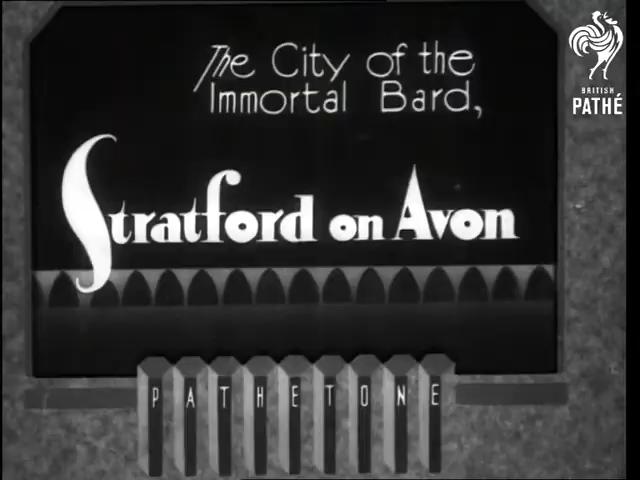 The City of the
Immortal Bard,
Stratford on Avon
PATHETONE
BRITISH
PATHÉ